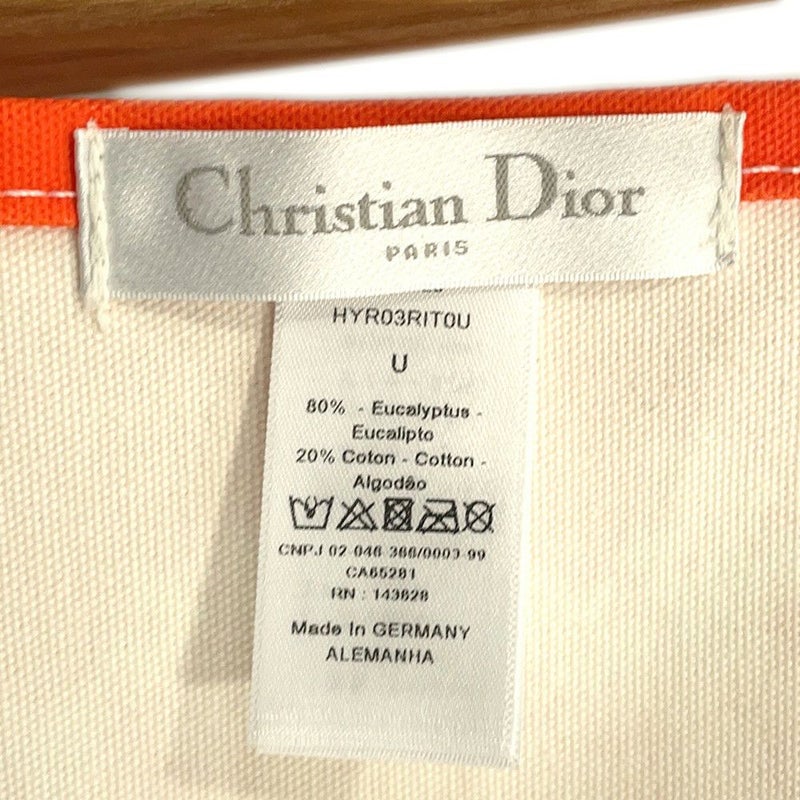 Christian Dior
PARIS
HYR03RIT0U
U
80% - Eucalyptus -
Eucalipto
20% Coton - Cotton -
Algodão
CNPJ 02-046-366/0003-99
CA65281
RN : 143828
Made In GERMANY
ALEMANHA